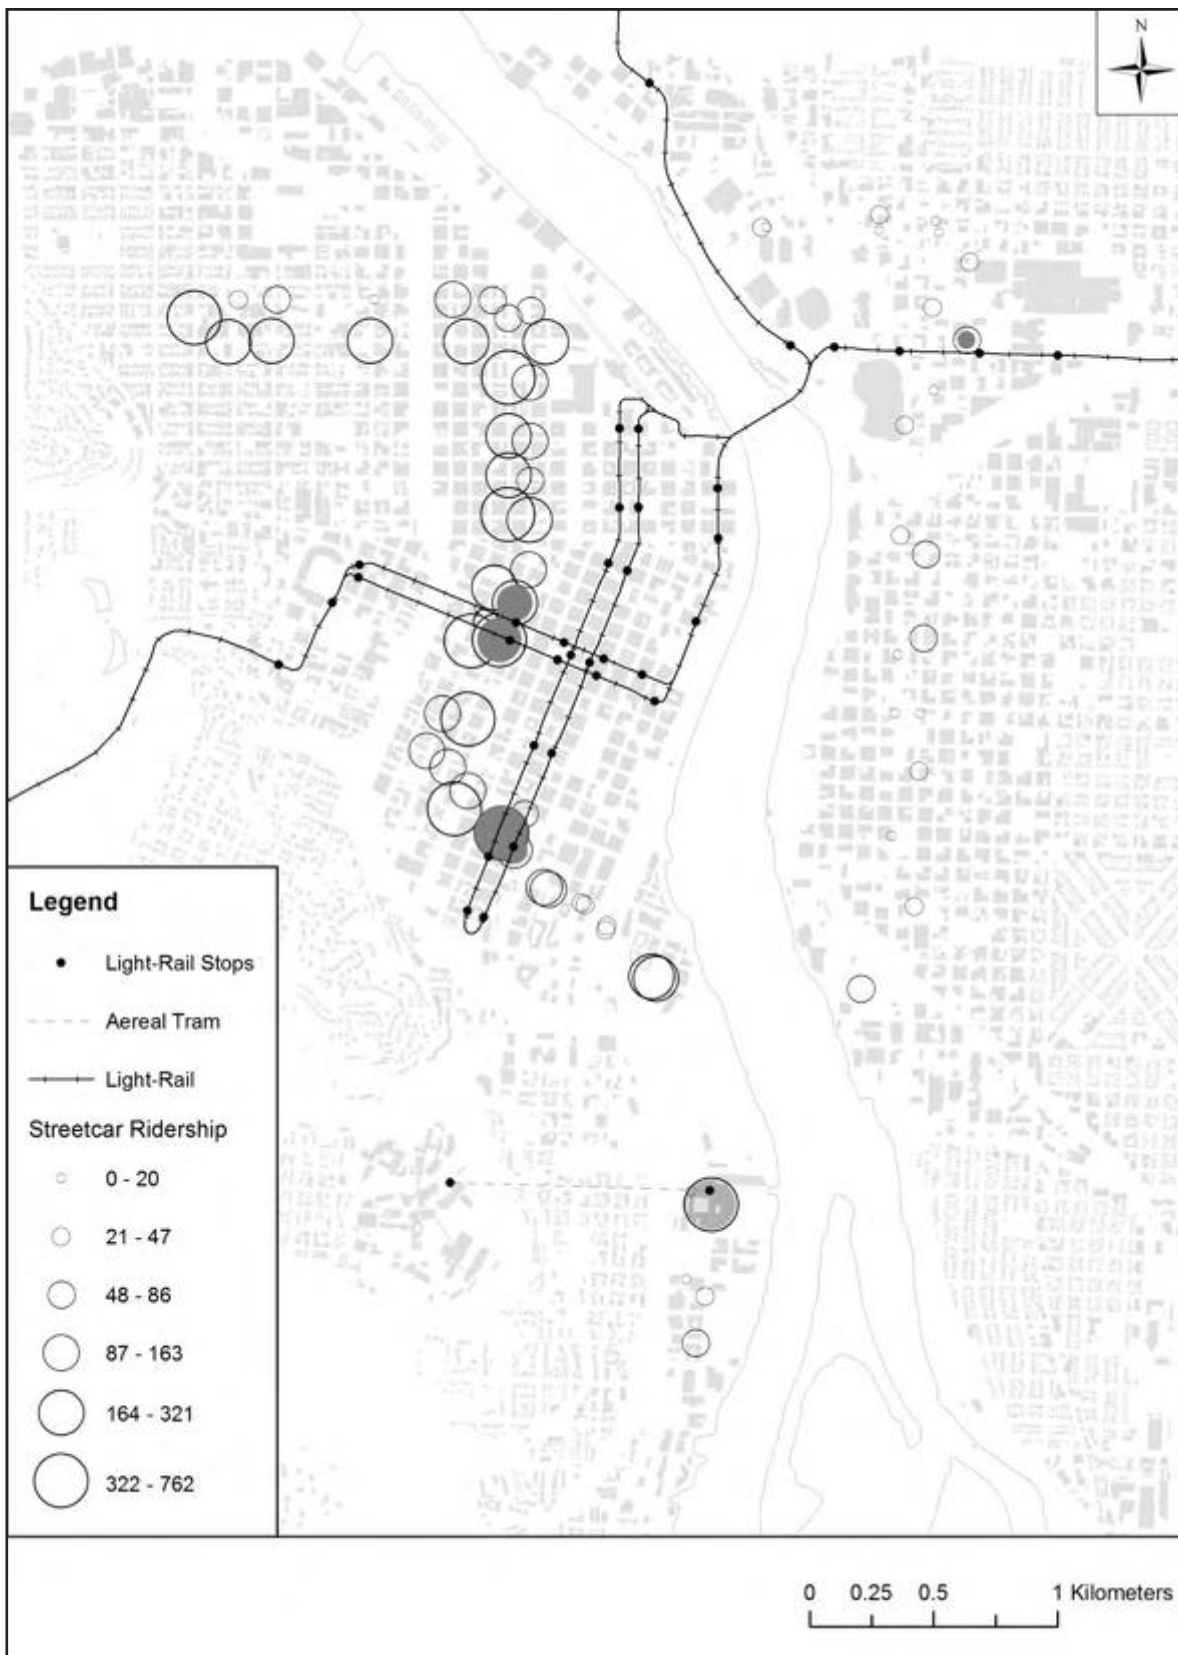 N
Legend
Light-Rail Stops
Aereal Tram
Light-Rail
Streetcar Ridership
0 - 20
21 - 47
48 - 86
87 - 163
164 - 321
322 - 762
0 0.25 0.5 1 Kilometers